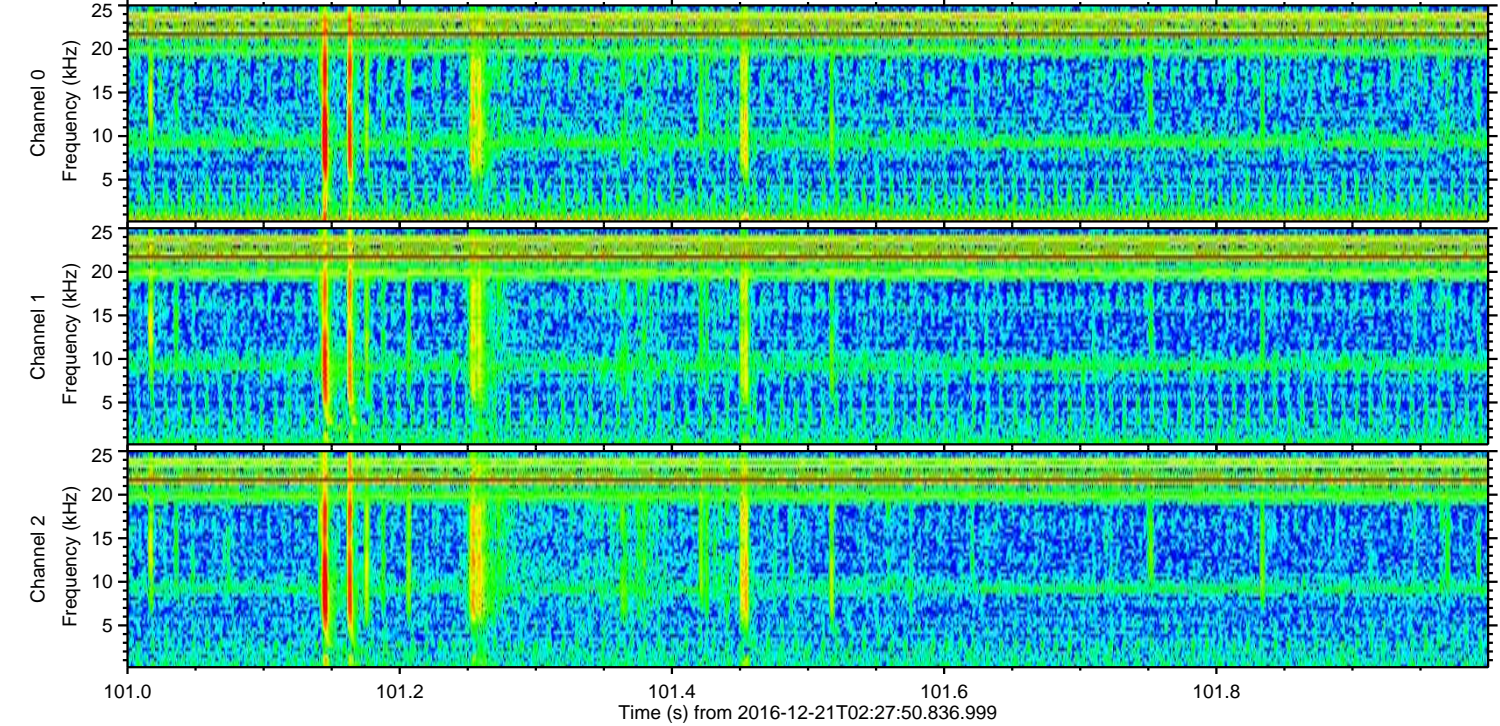 Channel 0
Frequency (kHz)
25
20
15
10
5
Channel 1
Frequency (kHz)
25
20
15
10
5
Channel 2
Frequency (kHz)
25
20
15
10
5
101.0 101.2 101.4 101.6 101.8
Time (s) from 2016-12-21T02:27:50.836.999